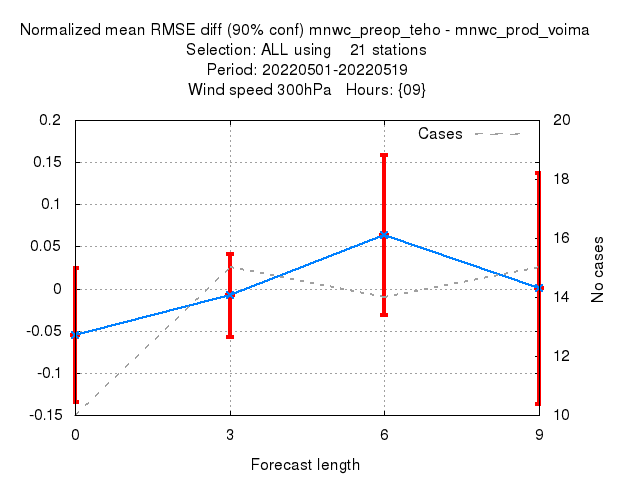 Normalized mean RMSE diff (90% conf) mnwc_preop_teho - mnwc_prod_voima
Selection: ALL using 21 stations
Period: 20220501-20220519
Wind speed 300hPa Hours: {09}
Cases
0.2
0.15
0.1
0.05
0
-0.05
-0.1
-0.15
20
18
16
14
12
10
No cases
0 3 6 9
Forecast length